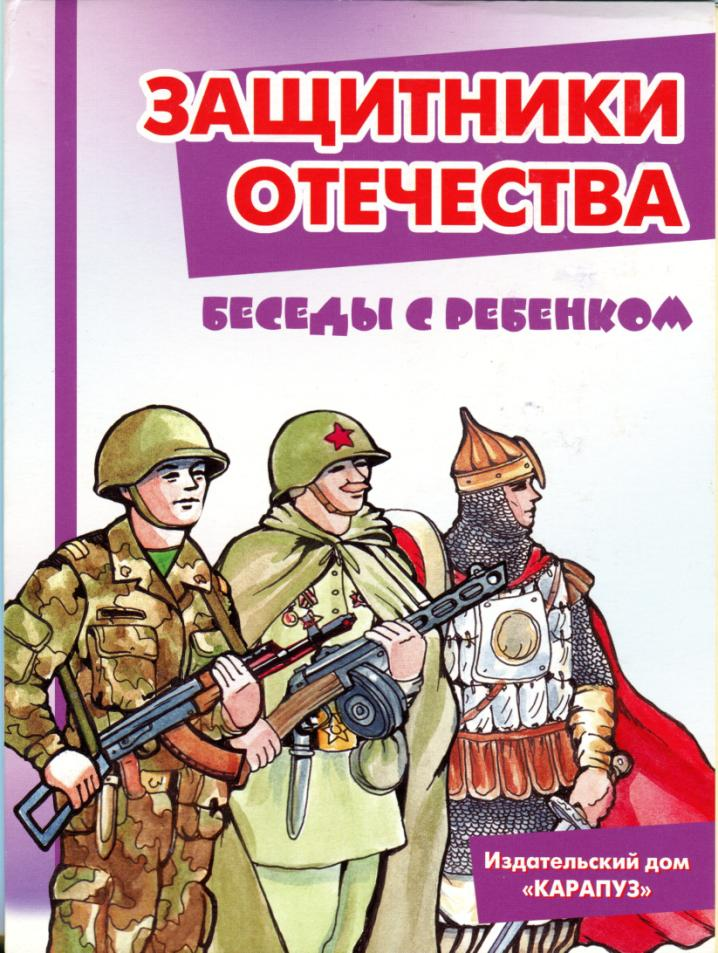 ЗАЩИТНИКИ
ОТЕЧЕСТВА
БЕСЕДЫ С РЕБЕНКОМ
Издательский дом
«КАРАПУЗ»